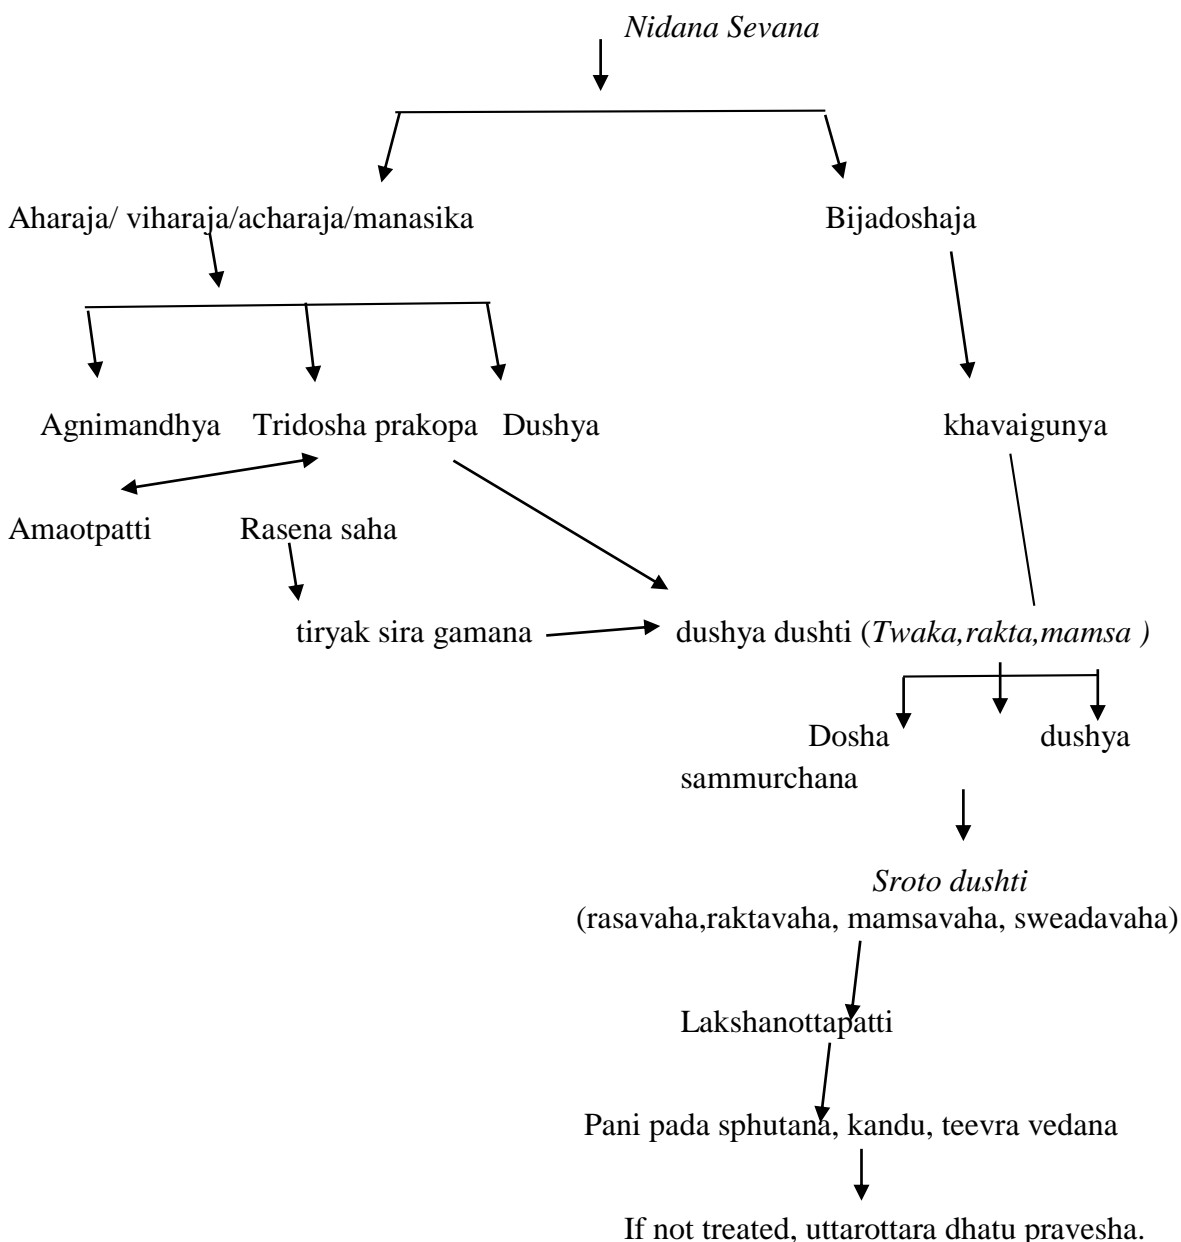 Nidana Sevana
Aharaja/ viharaja/acharaja/manasika Bijadoshaja
Agnimandhya Tridosha prakopa Dushya khavaigunya
Amaotpatti Rasena saha
tiryak sira gamana dushya dushti (Twaka,rakta,mamsa )
Dosha dushya
sammurchana
Sroto dushti
(rasavaha,raktavaha, mamsavaha, sweadavaha)
Lakshanottapatti
Pani pada sphutana, kandu, teevra vedana
If not treated, uttarottara dhatu pravesha.